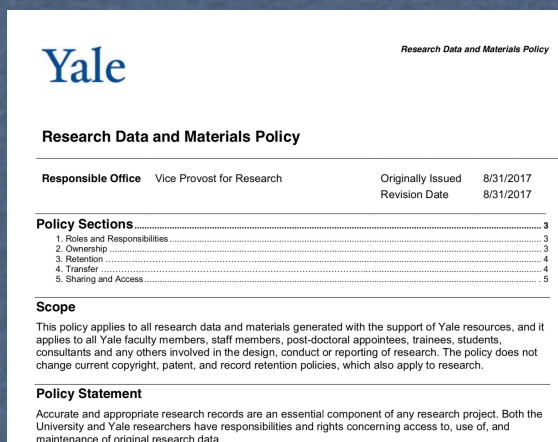 Yale
Research Data and Materials Policy
Research Data and Materials Policy
Responsible Office Vice Provost for Research Originally Issued 8/31/2017
Revision Date 8/31/2017
Policy Sections 3
1. Roles and Responsibilities 3
2. Ownership 3
3. Retention 4
4. Transfer 4
5. Sharing and Access 5
Scope
This policy applies to all research data and materials generated with the support of Yale resources, and it
applies to all Yale faculty members, staff members, post-doctoral appointees, trainees, students,
consultants and any others involved in the design, conduct or reporting of research. The policy does not
change current copyright, patent, and record retention policies, which also apply to research.
Policy Statement
Accurate and appropriate research records are an essential component of any research project. Both the
University and Yale researchers have responsibilities and rights concerning access to, use of, and
maintenance of original research data.